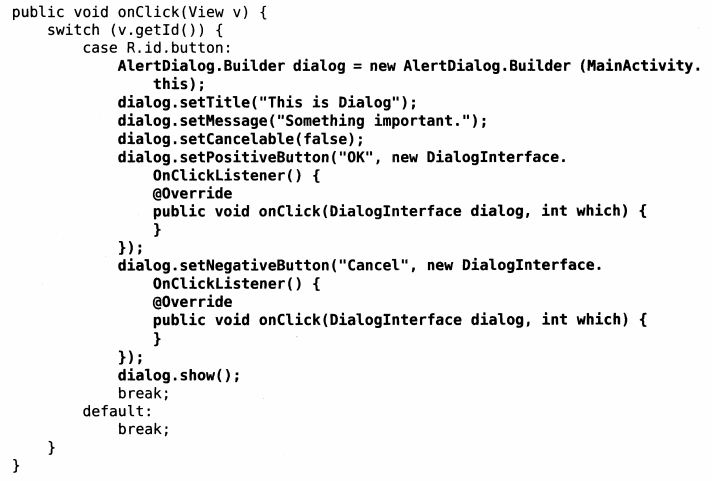 public void onClick(View v) {
    switch (v.getId()) {
        case R.id.button:
            AlertDialog.Builder dialog = new AlertDialog.Builder (MainActivity.
                this);
            dialog.setTitle("This is Dialog");
            dialog.setMessage("Something important.");
            dialog.setCancelable(false);
            dialog.setPositiveButton("OK", new DialogInterface.
                OnClickListener() {
                @Override
                public void onClick(DialogInterface dialog, int which) {
                }
            });
            dialog.setNegativeButton("Cancel", new DialogInterface.
                OnClickListener() {
                @Override
                public void onClick(DialogInterface dialog, int which) {
                }
            });
            dialog.show();
            break;
        default:
            break;
    }
}